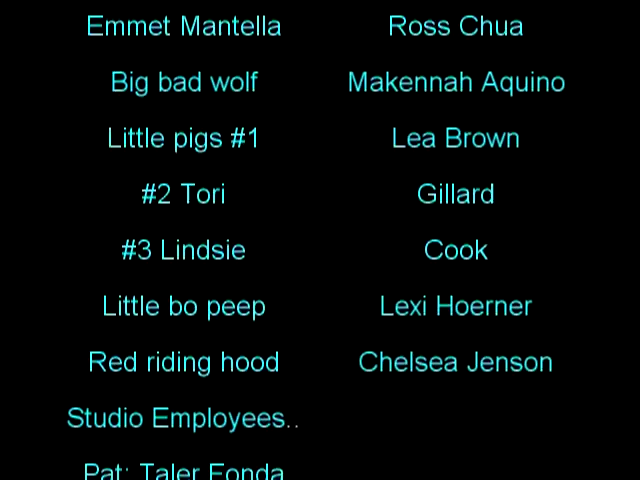 Emmet Mantella Ross Chua
Big bad wolf Makennah Aquino
Little pigs #1 Lea Brown
#2 Tori Gillard
#3 Lindsie Cook
Little bo peep Lexi Hoerner
Red riding hood Chelsea Jenson
Studio Employees..
Pat: Taler Fonda